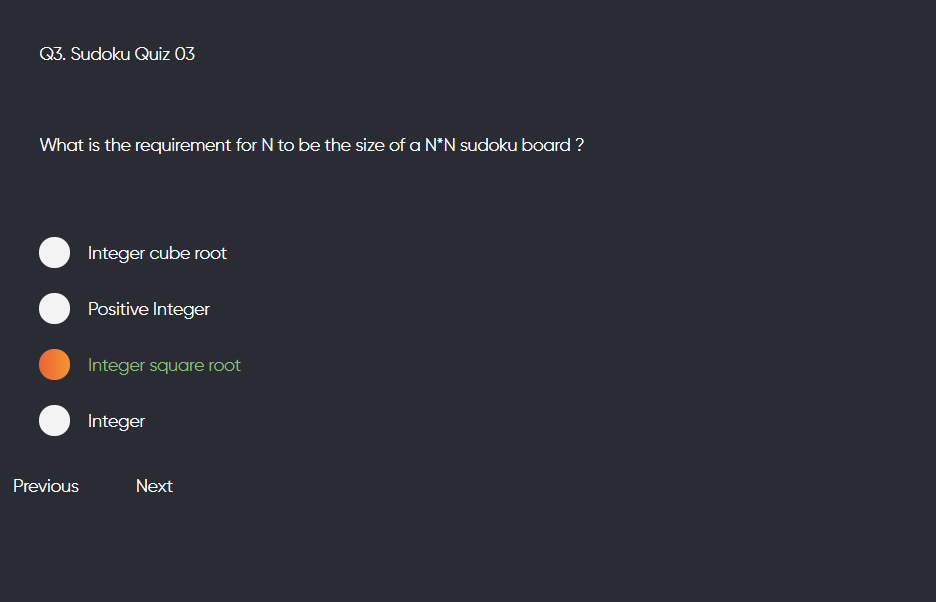 Q3. Sudoku Quiz 03
What is the requirement for N to be the size of a N*N sudoku board ?
Integer cube root
Positive Integer
Integer square root
Integer
Previous Next